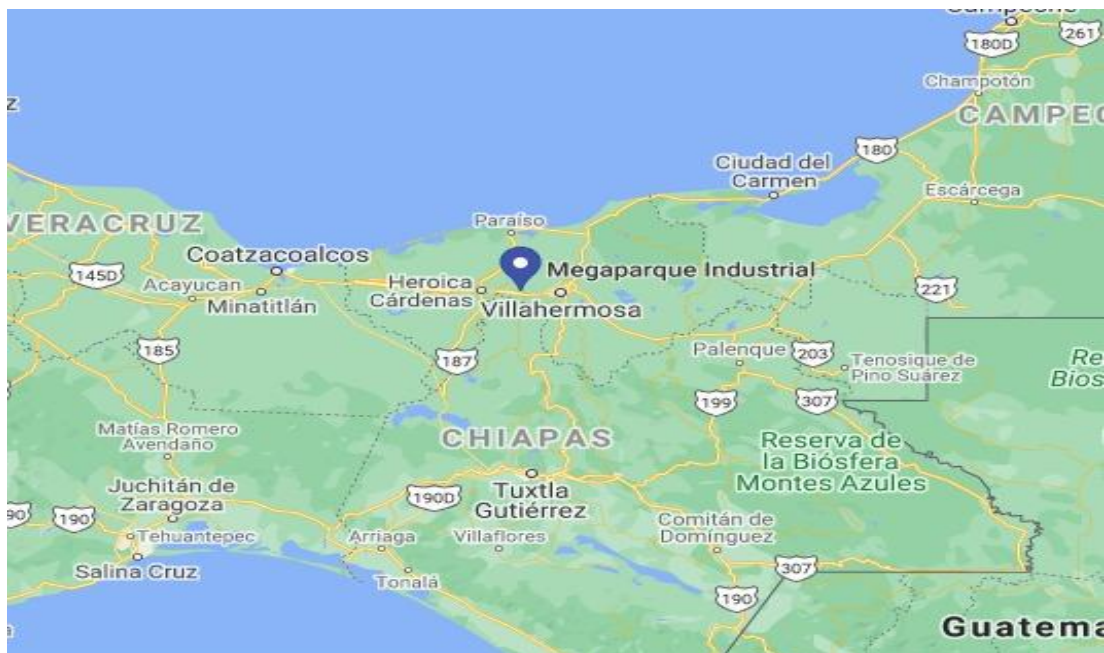 Campeche
261
180D
Champotón
CAMPEC
Z
180
Ciudad del
Carmen
Escárcega
VERACRUZ
Paraíso
Coatzacoalcos
145D
Acayucan
Minatitlán
Heroica
Cárdenas
Megaparque Industrial
Villahermosa
221
185
187
Palenque
203
Tenosique de
Pino Suárez
Re
Bios
199
307
Matías Romero
Avendaño
CHIAPAS
Reserva de
la Biósfera
Montes Azules
Juchitán de
Zaragoza
190D
Tuxtla
Gutiérrez
90
190
Tehuantepec
Arriaga
Villaflores
Comitán de
Domínguez
Salina Cruz
Tonalá
307
190
Guatema